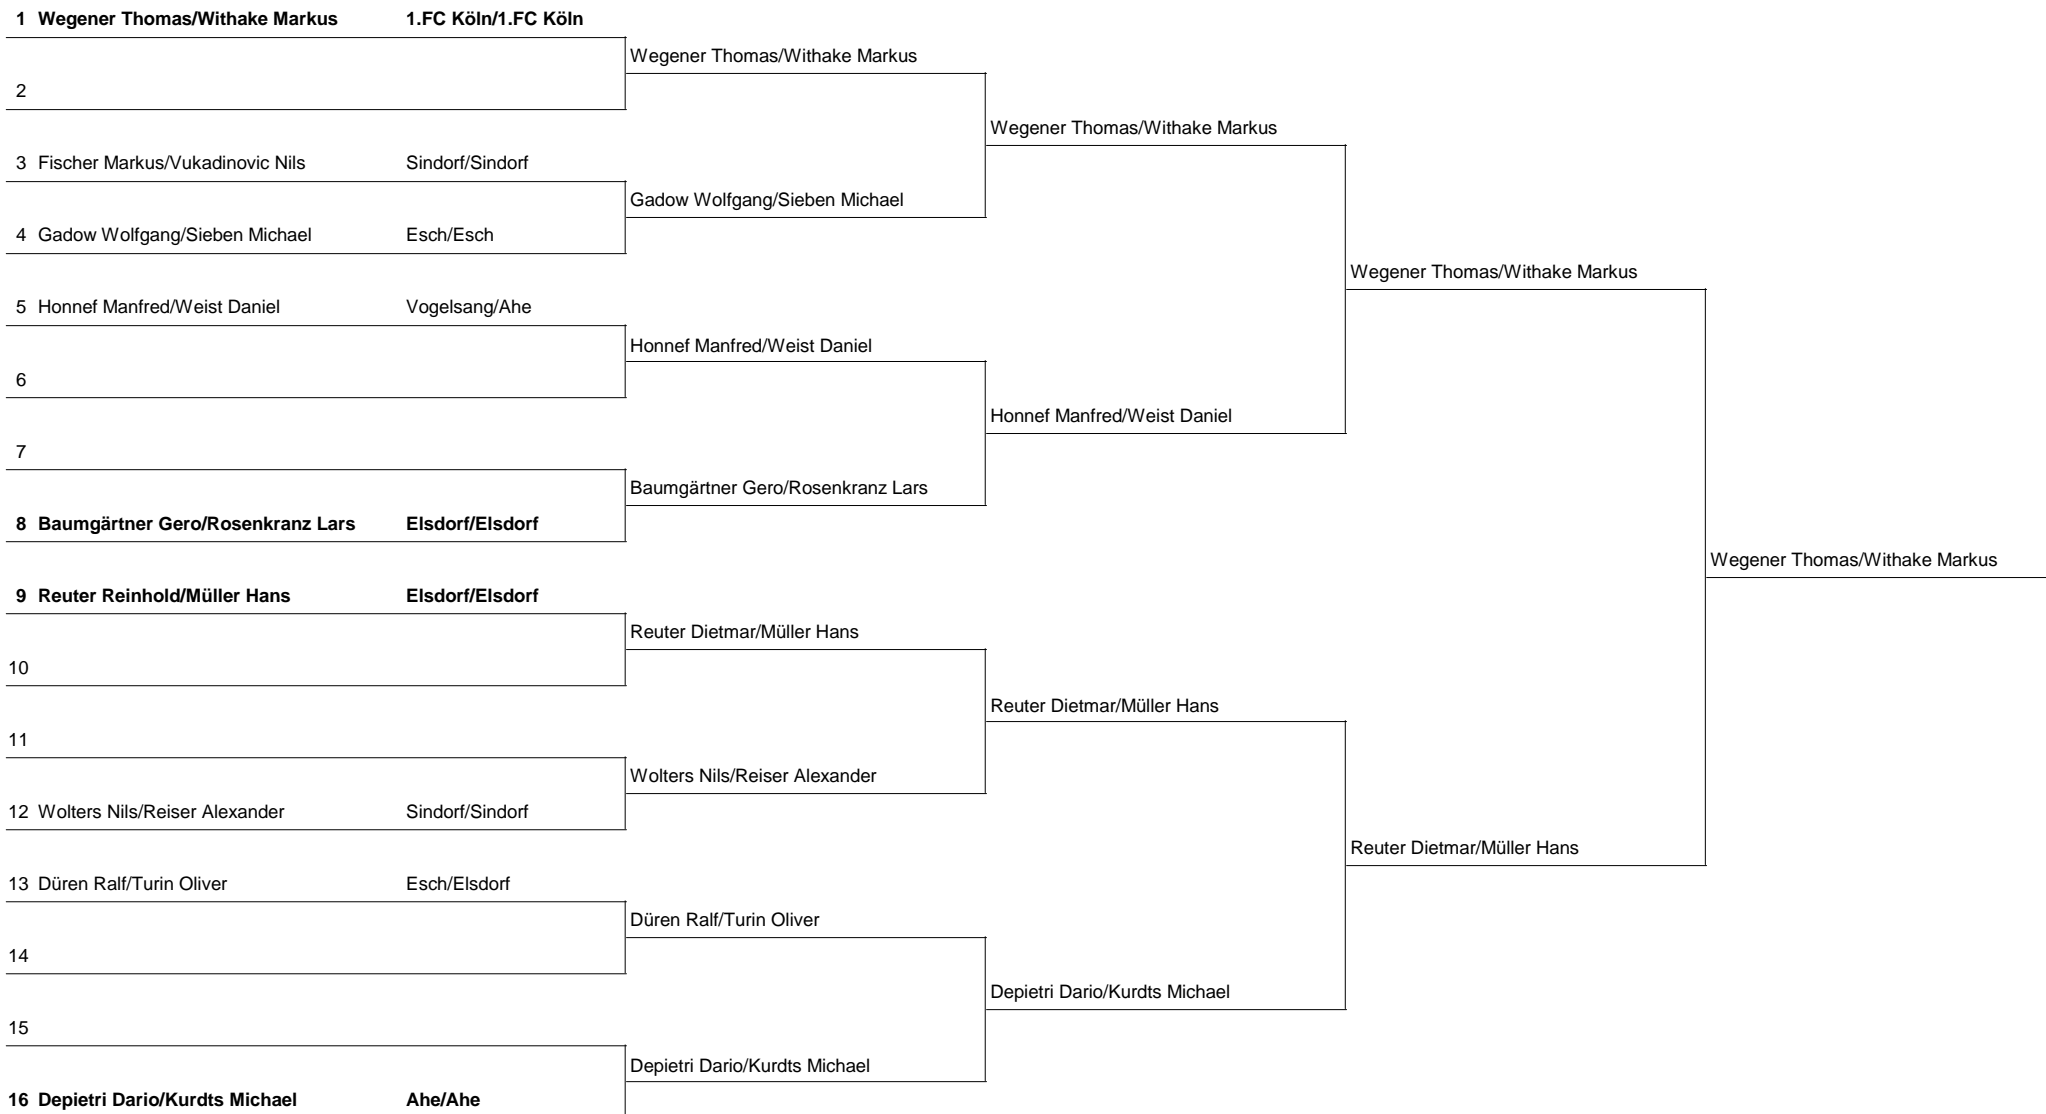 1 Wegener Thomas/Withake Markus 1.FC Köln/1.FC Köln
Wegener Thomas/Withake Markus
2
Wegener Thomas/Withake Markus
3 Fischer Markus/Vukadinovic Nils Sindorf/Sindorf
Gadow Wolfgang/Sieben Michael
4 Gadow Wolfgang/Sieben Michael Esch/Esch
Wegener Thomas/Withake Markus
5 Honnef Manfred/Weist Daniel Vogelsang/Ahe
Honnef Manfred/Weist Daniel
6
Honnef Manfred/Weist Daniel
7
Baumgärtner Gero/Rosenkranz Lars
8 Baumgärtner Gero/Rosenkranz Lars Elsdorf/Elsdorf
Wegener Thomas/Withake Markus
9 Reuter Reinhold/Müller Hans Elsdorf/Elsdorf
Reuter Dietmar/Müller Hans
10
Reuter Dietmar/Müller Hans
11
Wolters Nils/Reiser Alexander
12 Wolters Nils/Reiser Alexander Sindorf/Sindorf
Reuter Dietmar/Müller Hans
13 Düren Ralf/Turin Oliver Esch/Elsdorf
Düren Ralf/Turin Oliver
14
Depietri Dario/Kurdts Michael
15
Depietri Dario/Kurdts Michael
16 Depietri Dario/Kurdts Michael Ahe/Ahe